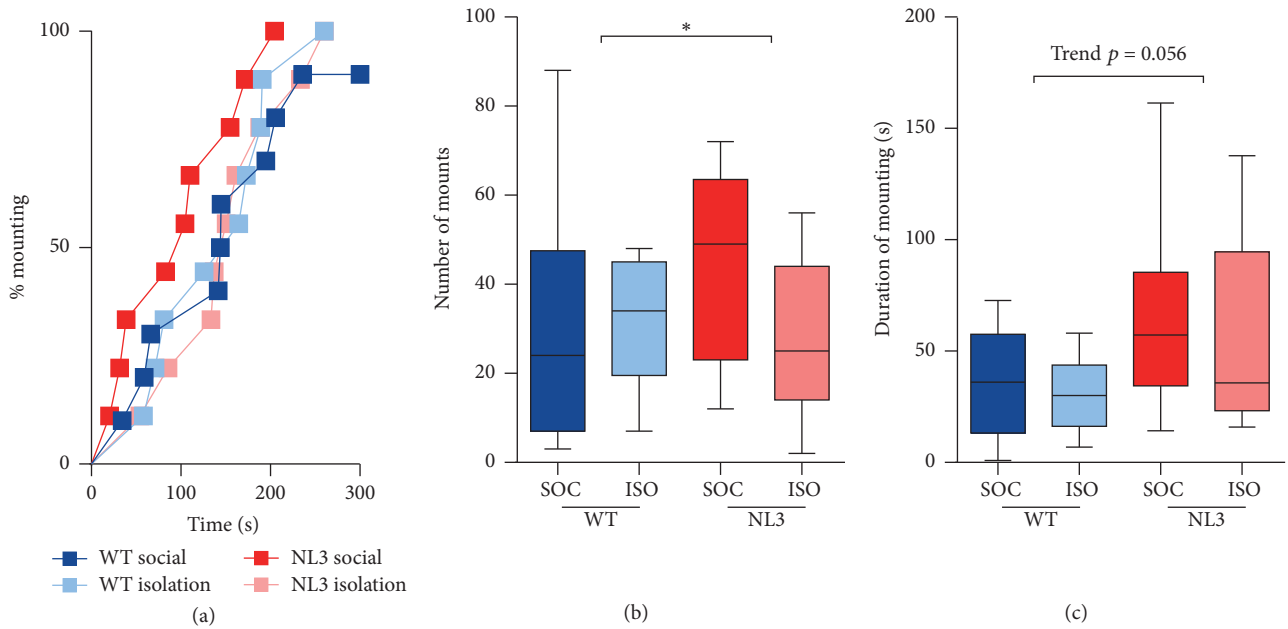 100
50
0
% mounting
0 100 200 300
Time (s)
WT social
NL3 social
WT isolation
NL3 isolation
(a)
100
80
60
40
20
0
Number of mounts
*
SOC ISO SOC ISO
WT NL3
(b)
200
150
100
50
0
Duration of mounting (s)
Trend p = 0.056
SOC ISO SOC ISO
WT NL3
(c)